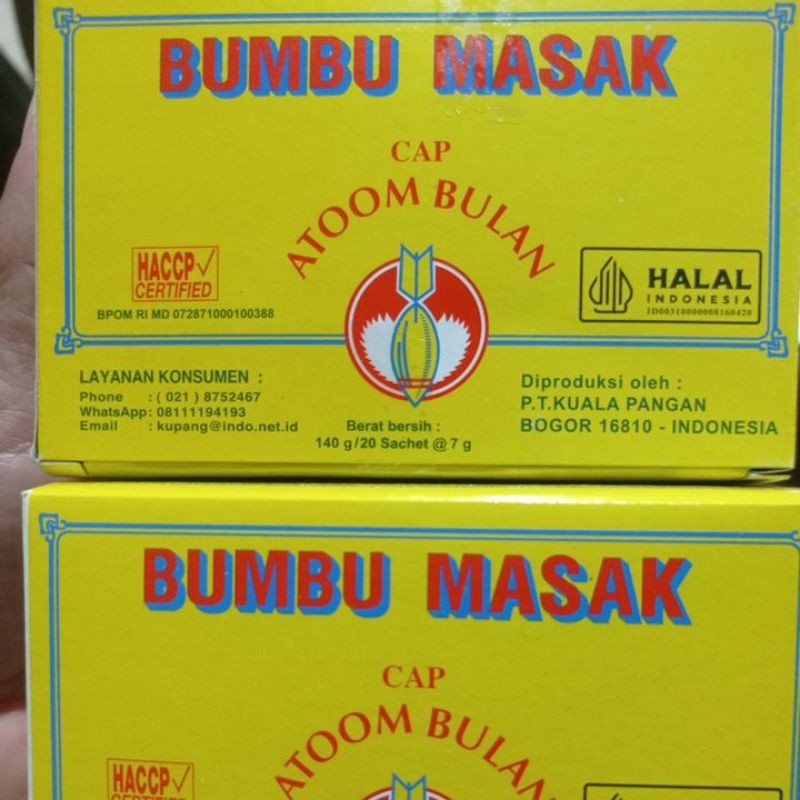 BUMBU MASAK
CAP
ATOOM BULAN
HACCP
CERTIFIED
BPOM RI MD 072871000100388
HALAL
INDONESIA
ID00310000008160420
LAYANAN KONSUMEN :
Phone : ( 021 ) 8752467
WhatsApp : 08111194193
Email : kupang@indo.net.id
Berat bersih :
140 g/20 Sachet @ 7 g
Diproduksi oleh :
P.T.KUALA PANGAN
BOGOR 16810 - INDONESIA
BUMBU MASAK
CAP
ATOOM BULAN
HACCP
CERTIFIED